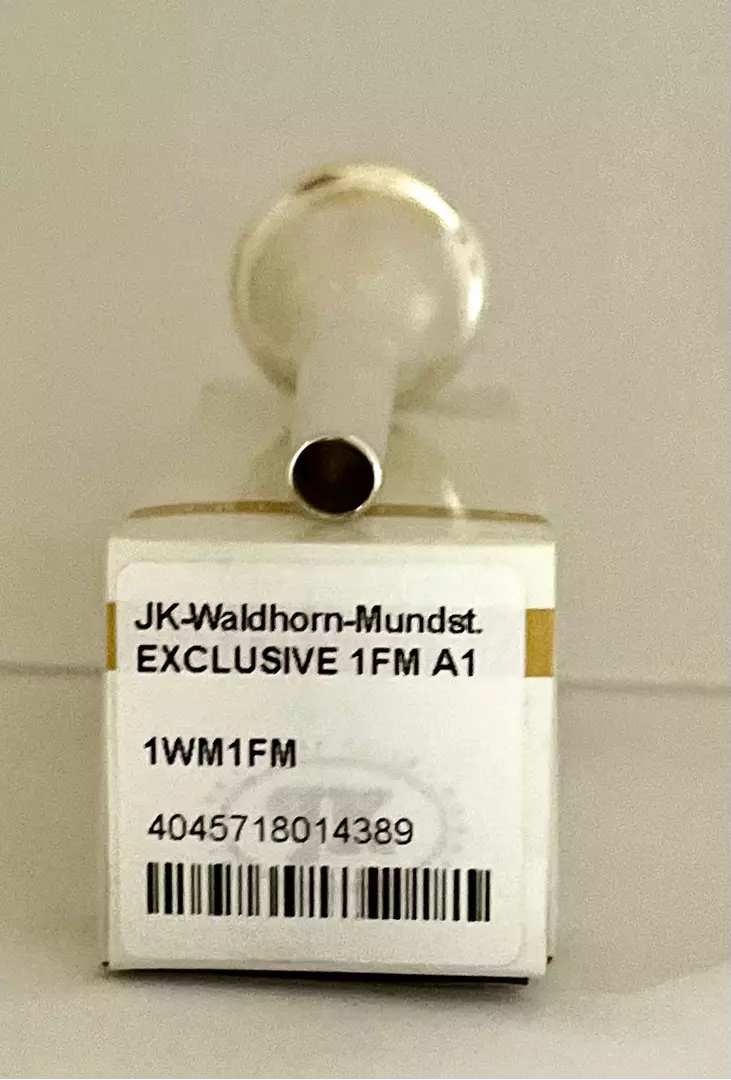 JK-Waldhorn-Mundst.
EXCLUSIVE 1FM A1
1WM1FM
4045718014389